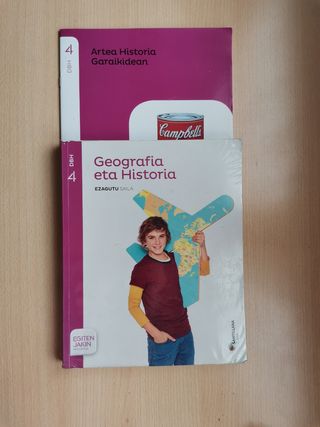 4
DBH
Artea Historia
Garaikidean
Campbell's
4 DBH
Geografia
eta Historia
EZAGUTU SAILA
EGITEN
JAKIN
SANTILLANA